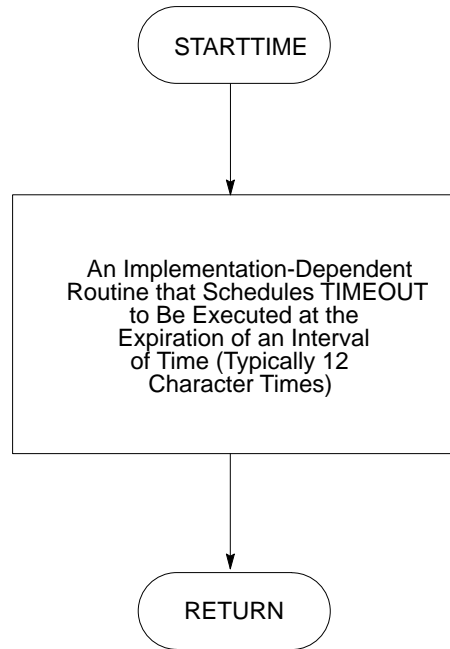 STARTTIME
An Implementation-Dependent
Routine that Schedules TIMEOUT
to Be Executed at the
Expiration of an Interval
of Time (Typically 12
Character Times)
RETURN